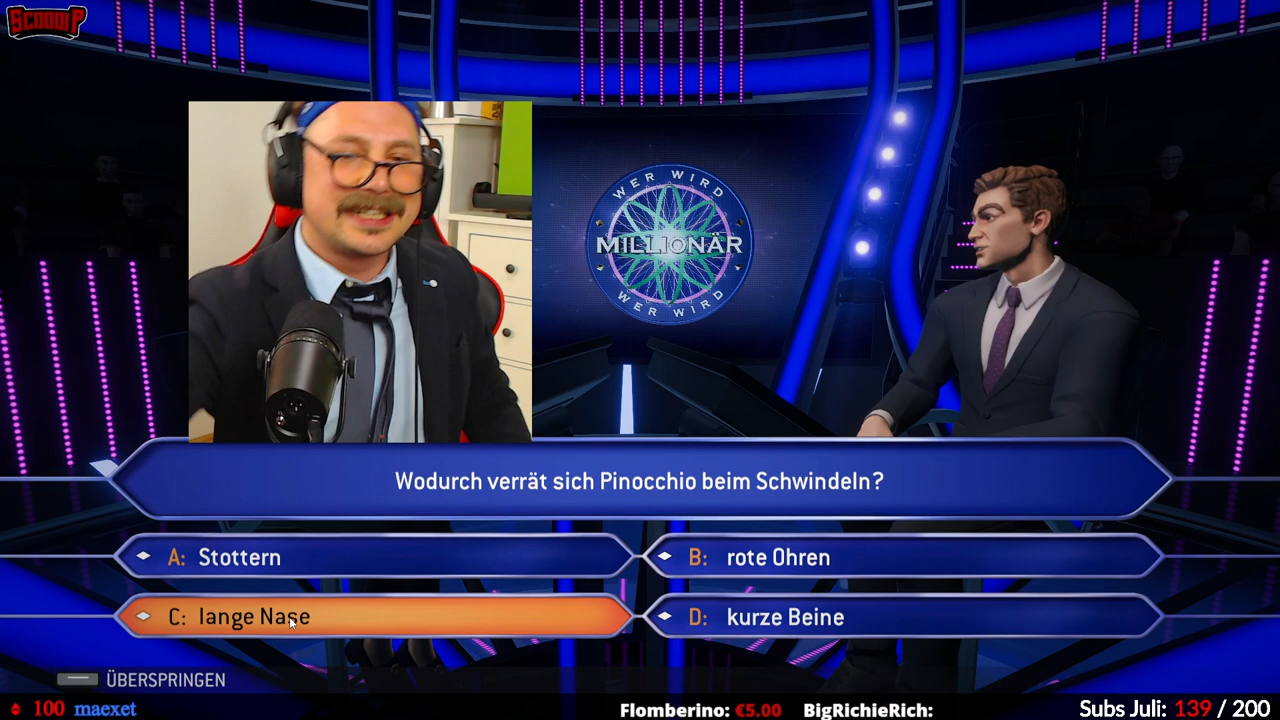 SCOOOIP
WER WIRD
MILLIONÄR
WER WIRD
Wodurch verrät sich Pinocchio beim Schwindeln?
A: Stottern
B: rote Ohren
C: lange Nase
D: kurze Beine
ÜBERSPRINGEN
100 maexet
Flomberino: €5.00 BigRichieRich:
Subs Juli: 139 / 200